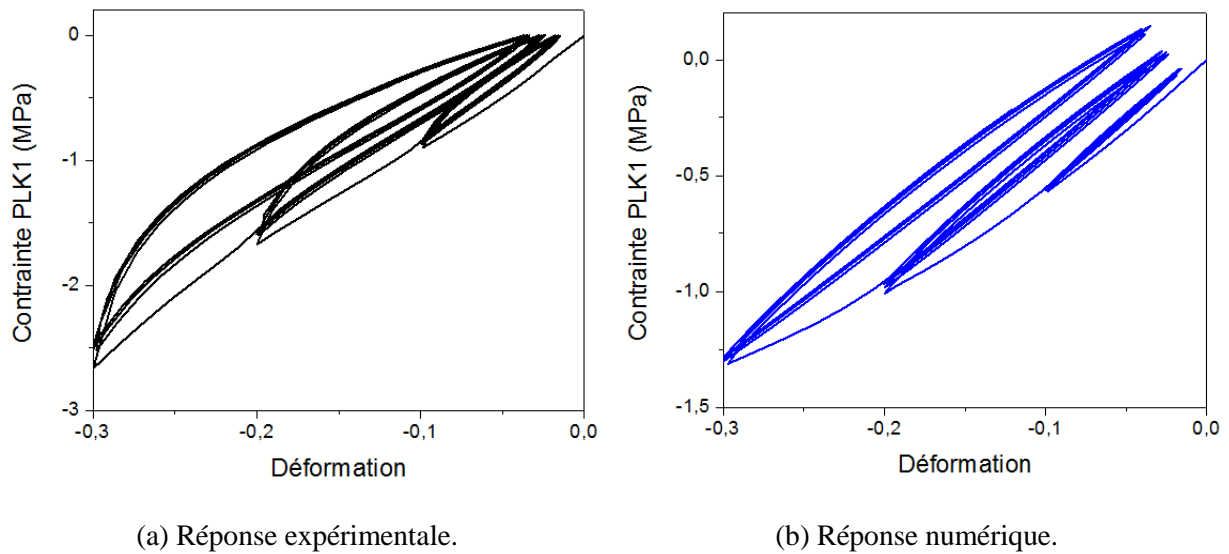 0
-1
-2
-3
-0,3
-0,2
-0,1
0,0
Contrainte PLK1 (MPa)
Déformation
(a) Réponse expérimentale.
0,0
-0,5
-1,0
-1,5
-0,3
-0,2
-0,1
0,0
Contrainte PLK1 (MPa)
Déformation
(b) Réponse numérique.